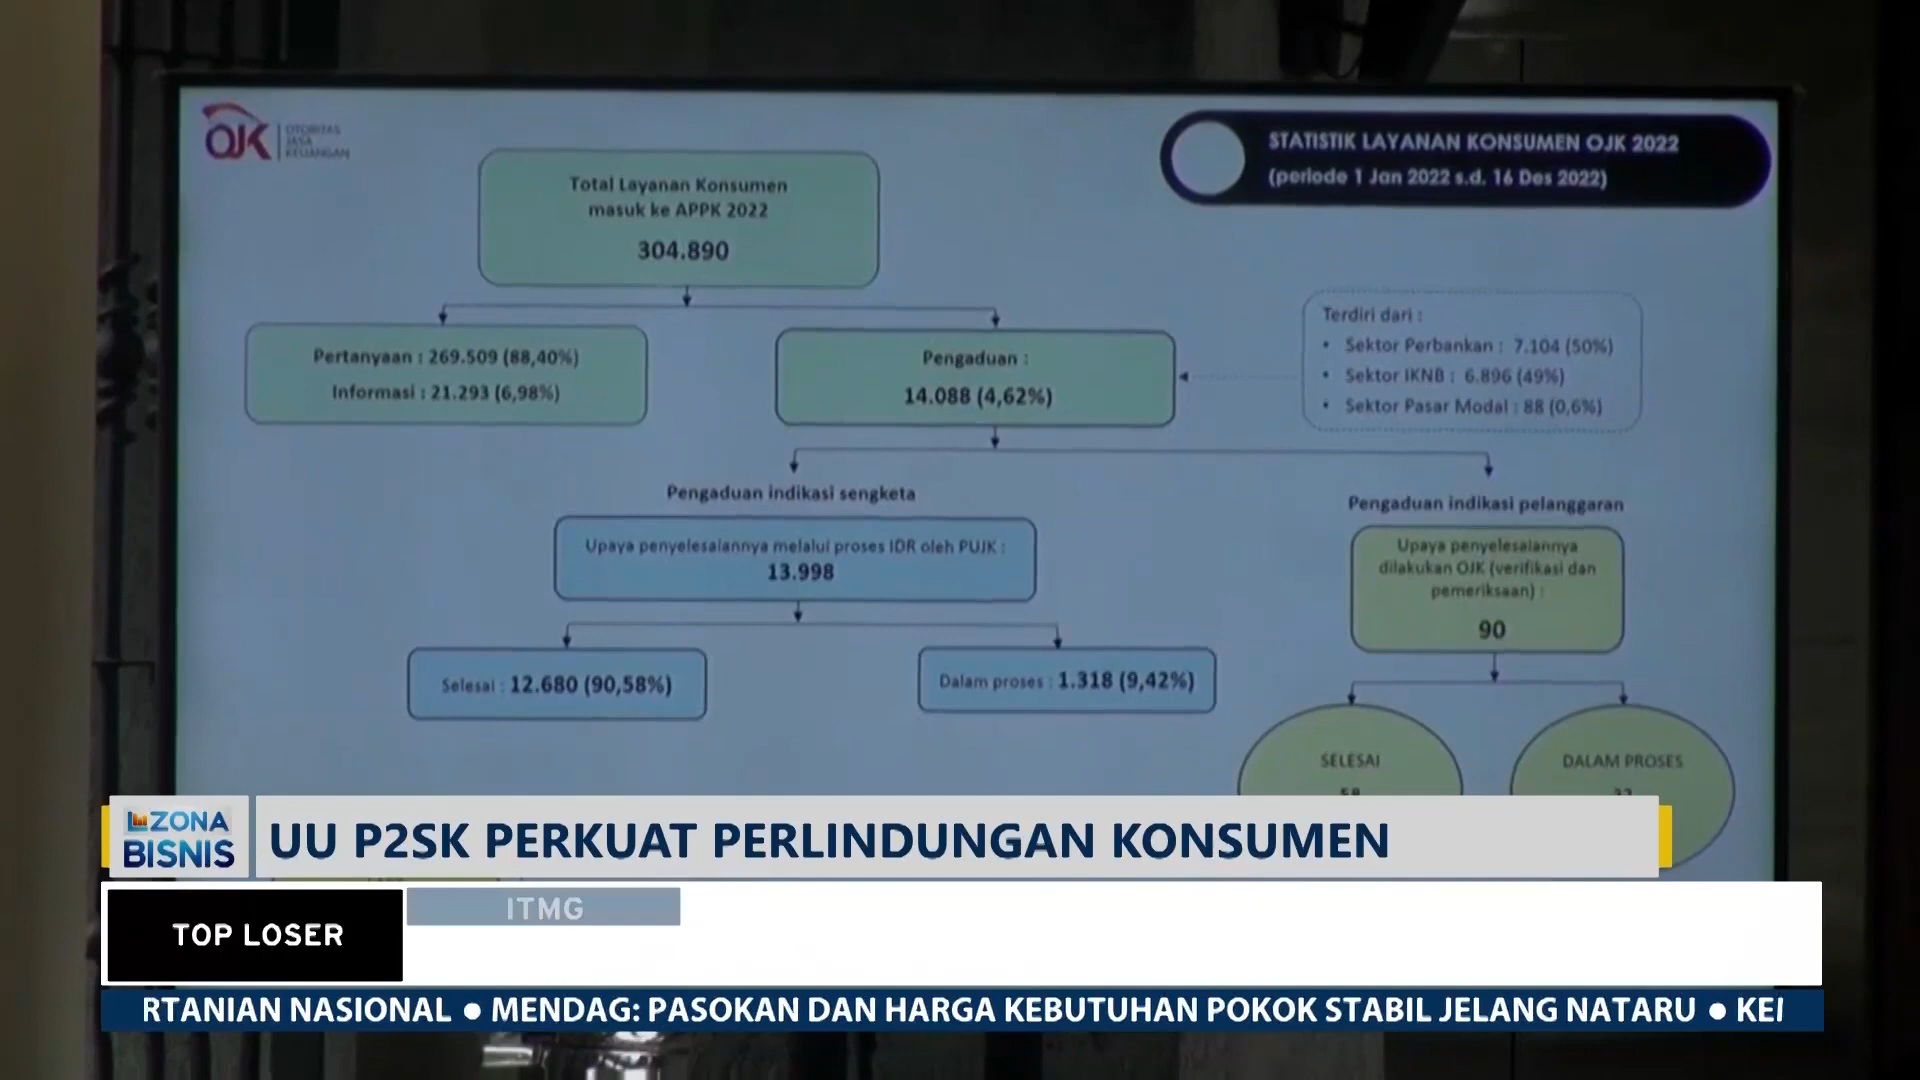 OJK
OTORITAS
JASA
KEUANGAN
STATISTIK LAYANAN KONSUMEN OJK 2022
(periode 1 Jan 2022 s.d. 16 Des 2022)
Total Layanan Konsumen
masuk ke APPK 2022
304.890
Pertanyaan : 269.509 (88,40%)
Informasi : 21.293 (6,98%)
Pengaduan :
14.088 (4,62%)
Terdiri dari :
• Sektor Perbankan : 7.104 (50%)
• Sektor IKNB : 6.896 (49%)
• Sektor Pasar Modal : 88 (0,6%)
Pengaduan indikasi sengketa
Upaya penyelesaiannya melalui proses IDR oleh PUJK :
13.998
Selesai : 12.680 (90,58%)
Dalam proses : 1.318 (9,42%)
Pengaduan indikasi pelanggaran
Upaya penyelesaiannya
dilakukan OJK (verifikasi dan
pemeriksaan) :
90
SELESAI
DALAM PROSES
ZONA
BISNIS
UU P2SK PERKUAT PERLINDUNGAN KONSUMEN
TOP LOSER
ITMG
RTANIAN NASIONAL ● MENDAG: PASOKAN DAN HARGA KEBUTUHAN POKOK STABIL JELANG NATARU ● KEI